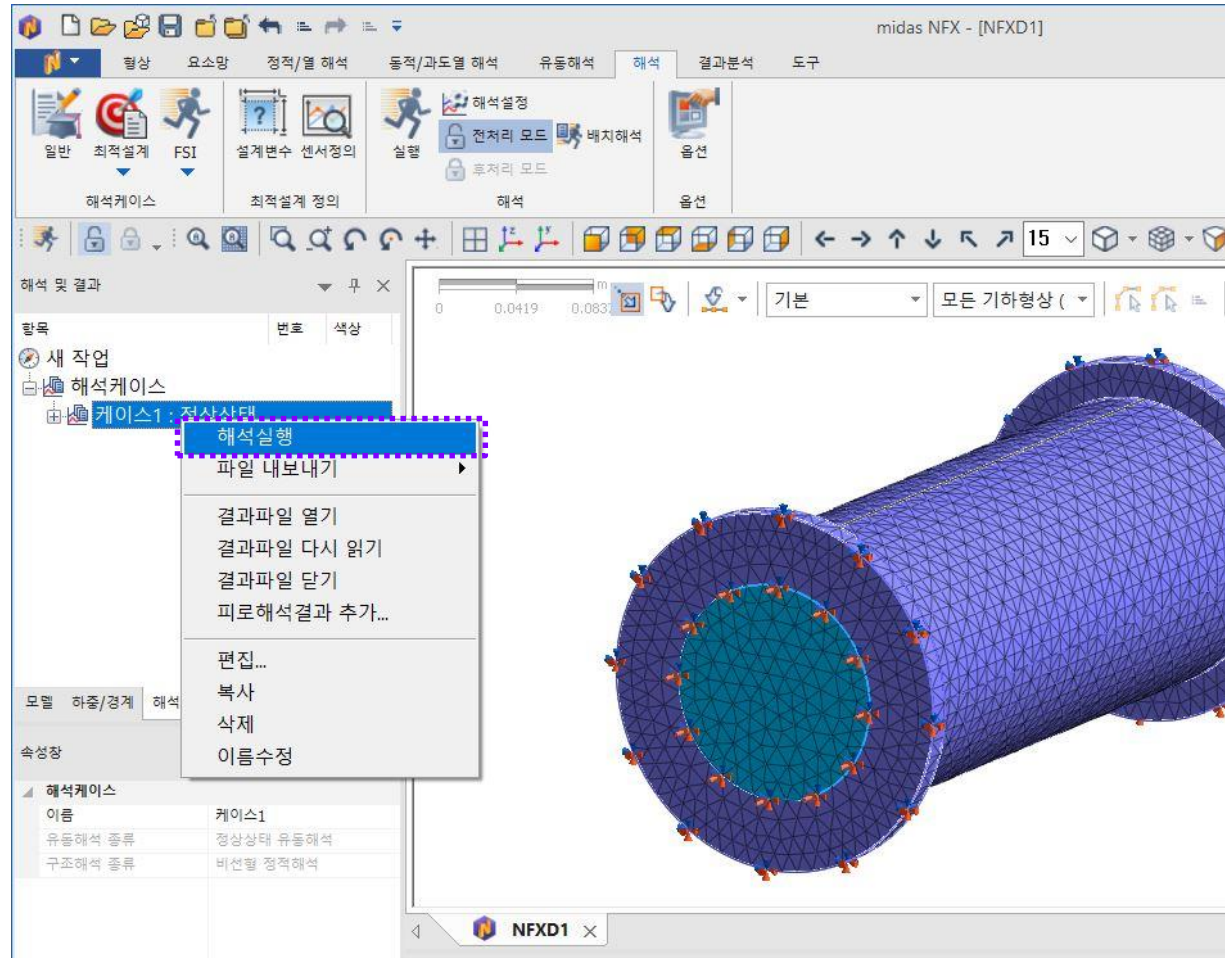 midas NFX - [NFXD1]
형상 요소망 정적/열 해석 동적/과도열 해석 유동해석 해석 결과분석 도구
해석설정
전처리 모드 배치해석
후처리 모드
일반 최적설계 FSI 설계변수 센서정의 실행 옵션
해석케이스 최적설계 정의 해석 옵션
15
해석 및 결과
m
0 0.0419 0.083
기본 모든 기하형상 (
항목 번호 색상
새 작업
해석케이스
케이스1 : 정상상태
해석실행
파일 내보내기
결과파일 열기
결과파일 다시 읽기
결과파일 닫기
피로해석결과 추가...
편집...
복사
삭제
이름수정
모델 하중/경계 해석
속성창
해석케이스
이름 케이스1
유동해석 종류 정상상태 유동해석
구조해석 종류 비선형 정적해석
NFXD1